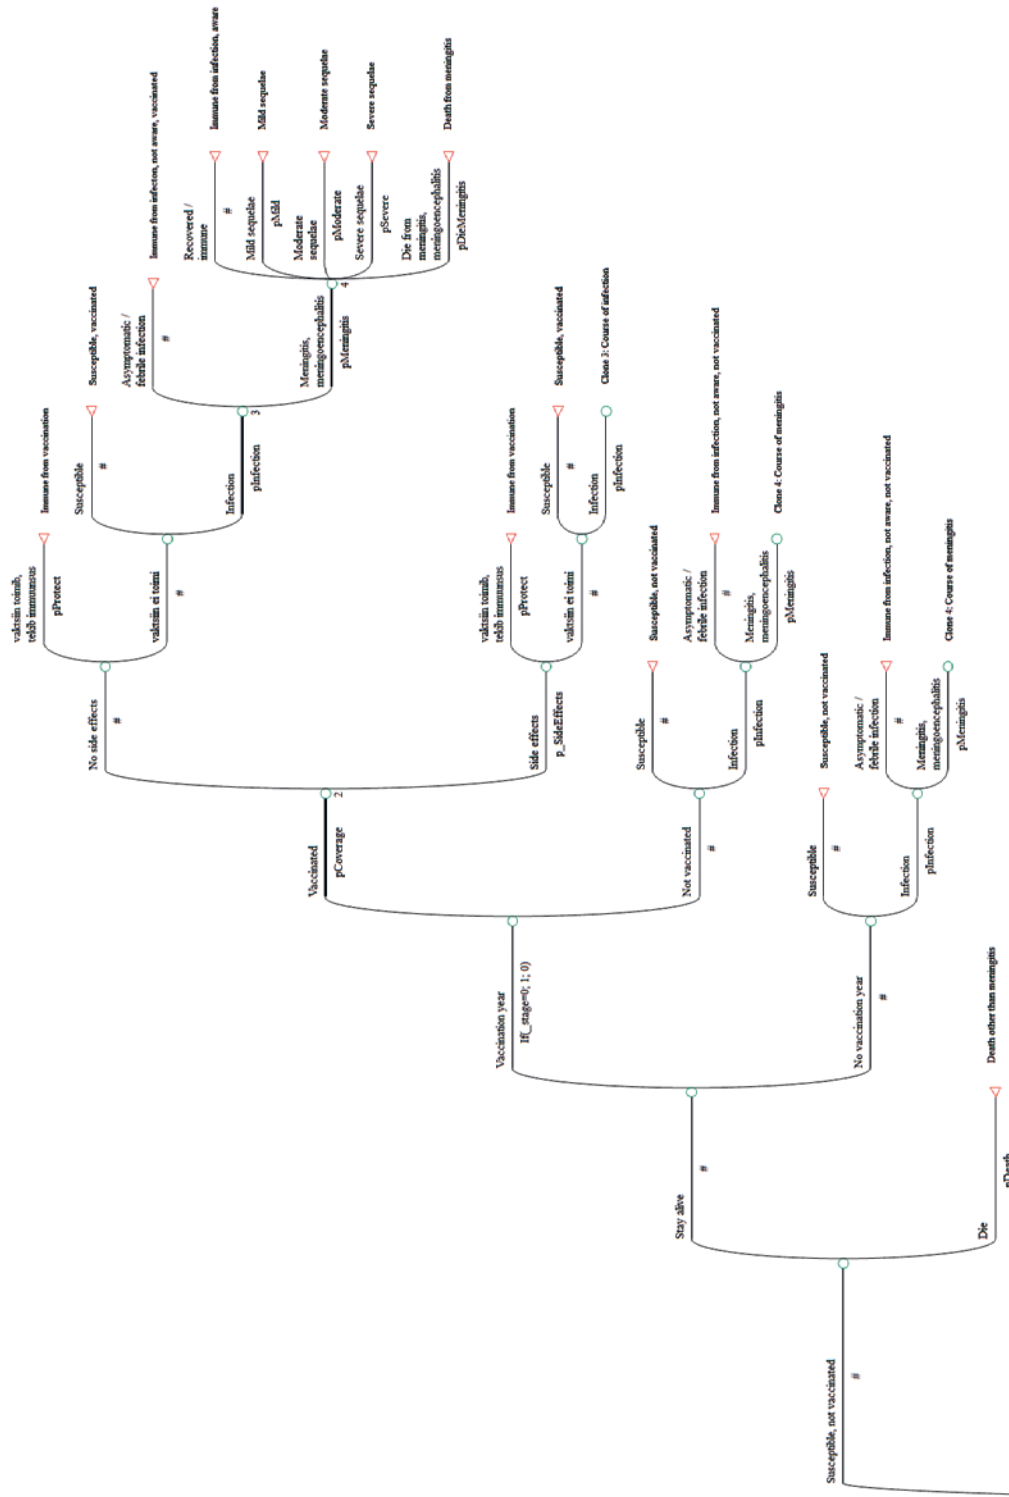 Susceptible, not vaccinated
#
Stay alive
#
Die
pDeath
Death other than meningitis
Vaccination year
If(_stage=0; 1; 0)
No vaccination year
#
Vaccinated
pCoverage
2
Not vaccinated
#
No side effects
#
Side effects
p_SideEffects
vaktsiin toimib,
tekib immuunsus
pProtect
Immune from vaccination
vaktsiin ei toimi
#
Susceptible
#
Susceptible, vaccinated
Infection
pInfection
3
Asymptomatic /
febrile infection
#
Immune from infecton, not aware, vaccinated
Meningitis,
meningoencephalitis
pMeningitis
4
Recovered /
immune
#
Immune from infection, aware
Mild sequelae
pMild
Mild sequelae
Moderate
sequelae
pModerate
Moderate sequelae
Severe sequelae
pSevere
Severe sequelae
Die from
meningitis,
meningoencephalitis
pDieMeningitis
Death from meningitis
vaktsiin toimib,
tekib immuunsus
pProtect
Immune from vaccination
vaktsiin ei toimi
#
Susceptible
#
Susceptible, vaccinated
Infection
pInfection
Clone 3: Course of infection
Susceptible
#
Susceptible, not vaccinated
Infection
pInfection
Asymptomatic /
febrile infection
#
Immune from infection, not aware, not vaccinated
Meningitis,
meningoencephalitis
pMeningitis
Clone 4: Course of meningitis
Susceptible
#
Susceptible, not vaccinated
Infection
pInfection
Asymptomatic /
febrile infection
#
Immune from infection, not aware, not vaccinated
Meningitis,
meningoencephalitis
pMeningitis
Clone 4: Course of meningitis